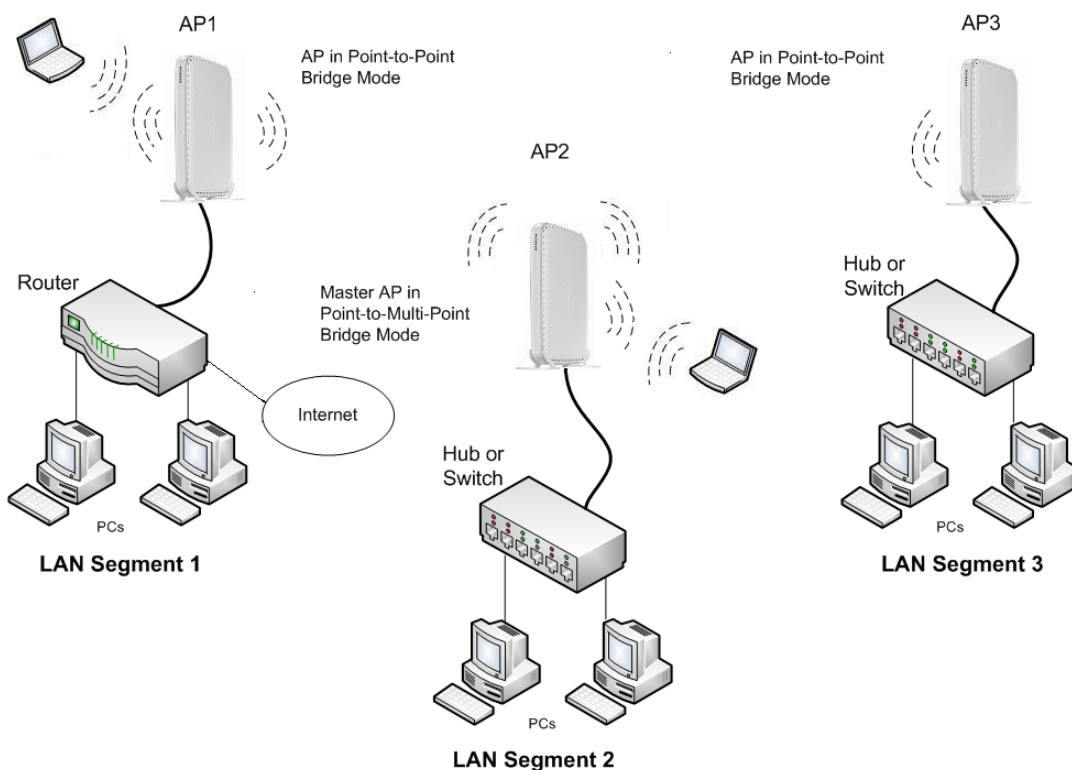 AP1
AP in Point-to-Point
Bridge Mode
Router
Internet
PCs
LAN Segment 1
AP2
Master AP in
Point-to-Multi-Point
Bridge Mode
Hub or
Switch
PCs
LAN Segment 2
AP3
AP in Point-to-Point
Bridge Mode
Hub or
Switch
PCs
LAN Segment 3